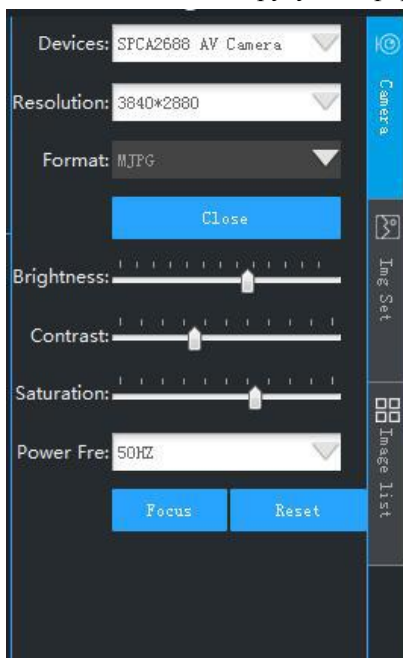 Devices: SPCA2688 AV Camera
Resolution: 3840*2880
Format: MJPG
Close
Brightness:
Contrast:
Saturation:
Power Fre: 50HZ
Focus Reset
Camera
Img Set
Image list